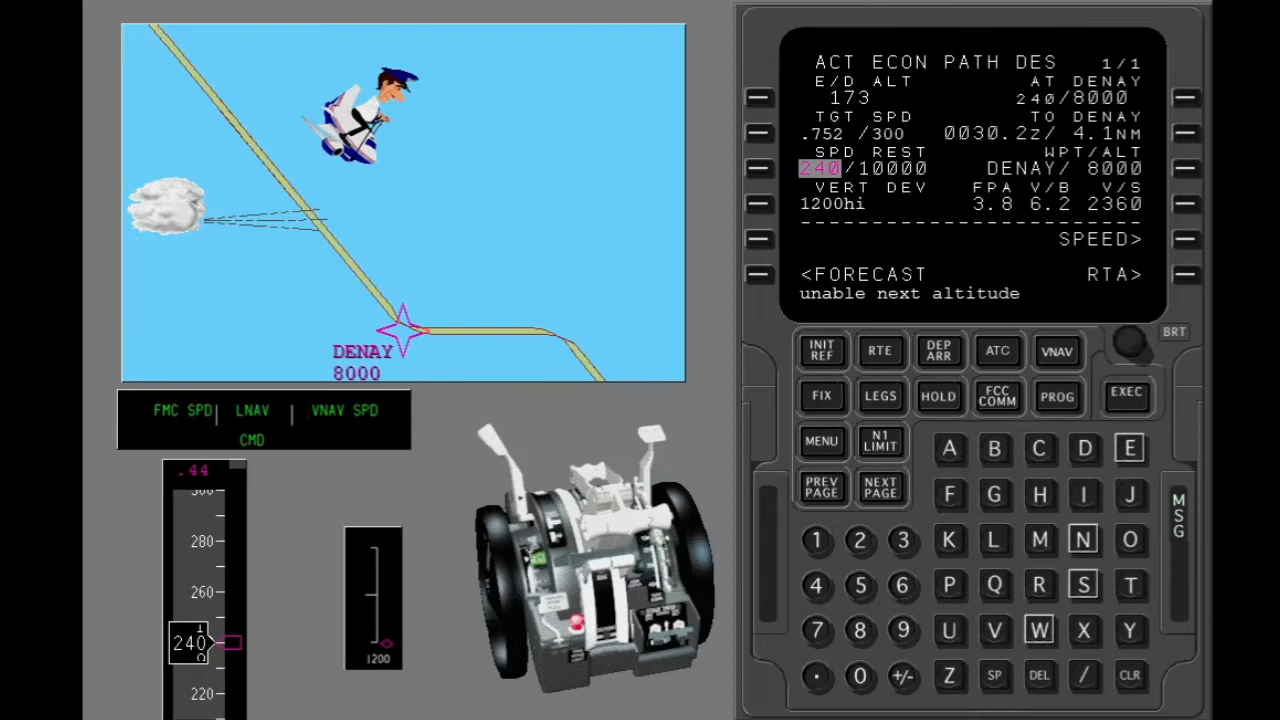 ACT ECON PATH DES 1/1
E/D ALT AT DENAY
173 240/8000
TGT SPD TO DENAY
.752 /300 0030.2z/ 4.1NM
SPD REST WPT/ALT
240/10000 DENAY/ 8000
VERT DEV FPA V/B V/S
1200hi 3.8 6.2 2360
SPEED>
<FORECAST RTA>
unable next altitude
DENAY
8000
FMC SPD LNAV VNAV SPD
CMD
.44
300
280
260
240
220
1200
BRT
INIT REF RTE DEP ARR ATC VNAV
FIX LEGS HOLD FCC COMM PROG EXEC
MENU N1 LIMIT
PREV PAGE NEXT PAGE
A B C D E
F G H I J
1 2 3 K L M N O
4 5 6 P Q R S T
7 8 9 U V W X Y
. 0 +/- Z SP DEL / CLR
MSG